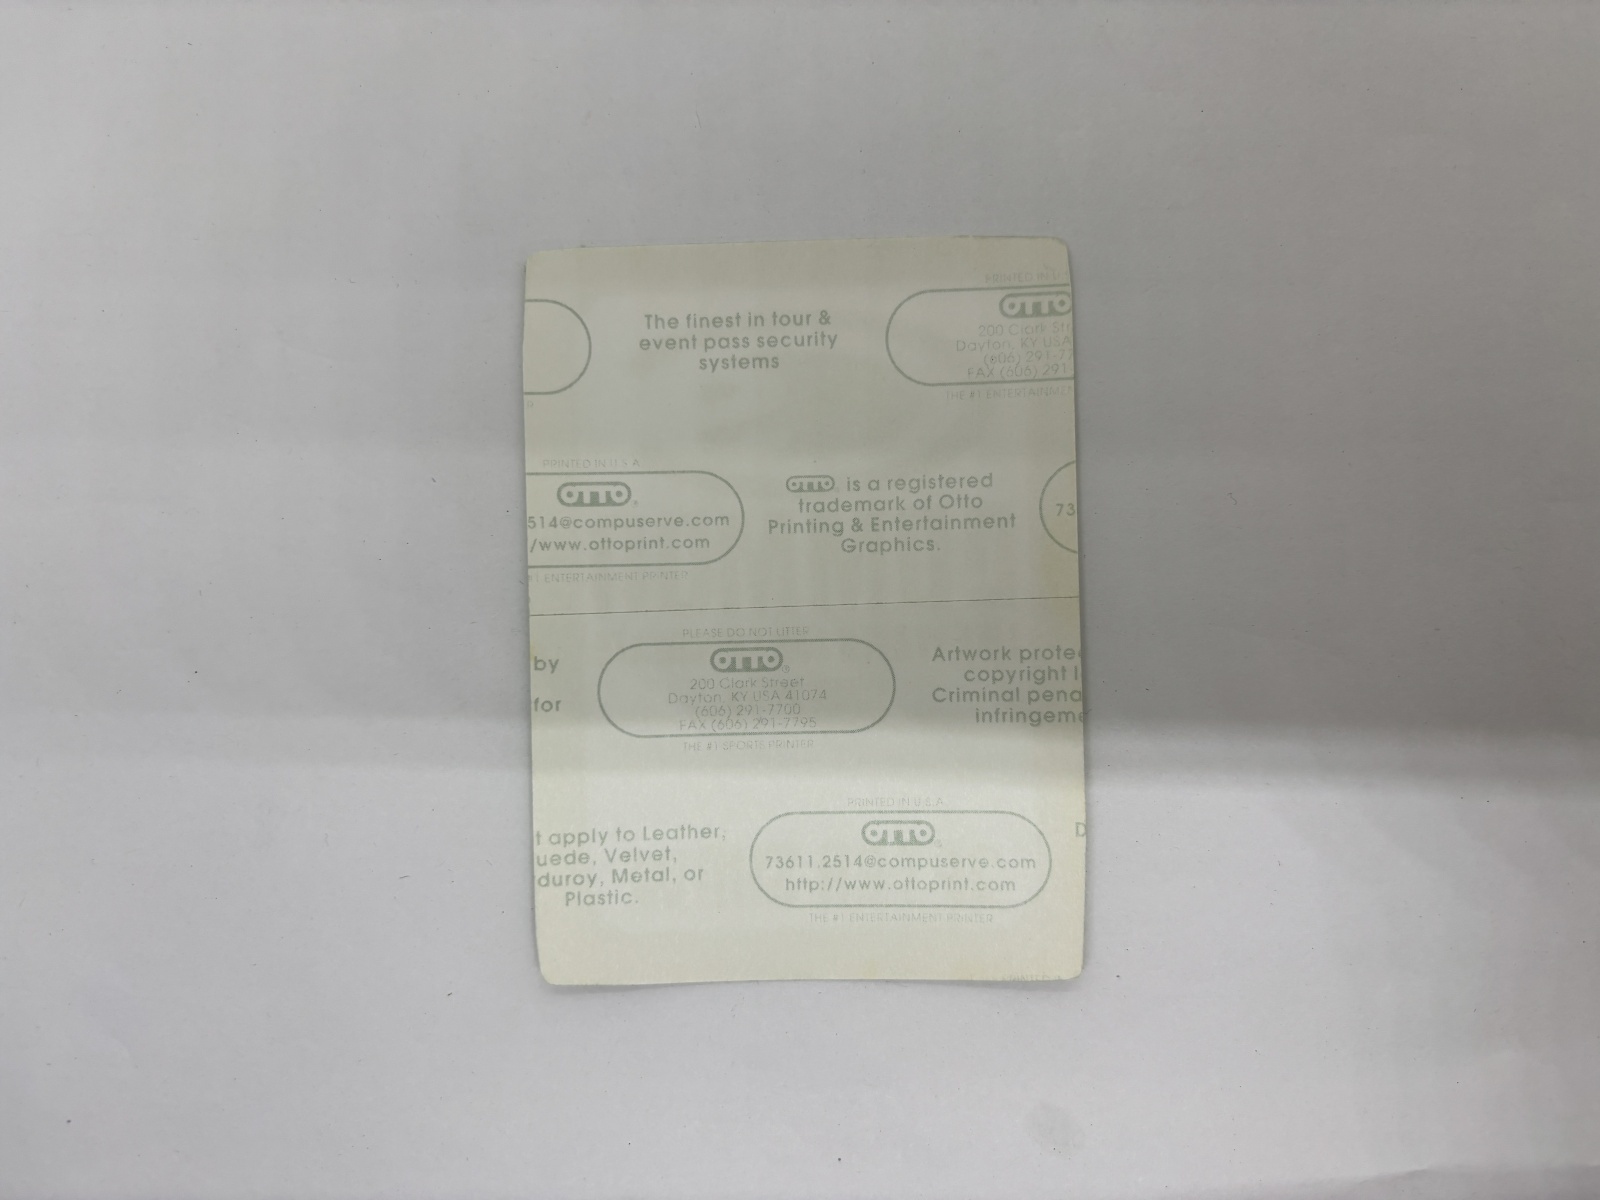 PRINTED IN U.S
OTTO
The finest in tour &
event pass security
systems
200 Clark Str
Dayton, KY USA
(606) 291-77
FAX (606) 291
THE #1 ENTERTAINME
PRINTED IN U.S.A.
OTTO®
514@compuserve.com
/www.ottoprint.com
#1 ENTERTAINMENT PRINTER
OTTO® is a registered
trademark of Otto
Printing & Entertainment
Graphics.
73
PLEASE DO NOT LITTER
by
for
OTTO®
200 Clark Street
Dayton, KY USA 41074
(606) 291-7700
FAX (606) 291-7795
THE #1 SPORTS PRINTER
Artwork protec
copyright l
Criminal pena
infringeme
t apply to Leather,
uede, Velvet,
duroy, Metal, or
Plastic.
PRINTED IN U.S.A.
OTTO®
73611.2514@compuserve.com
http://www.ottoprint.com
THE #1 ENTERTAINMENT PRINTER
D